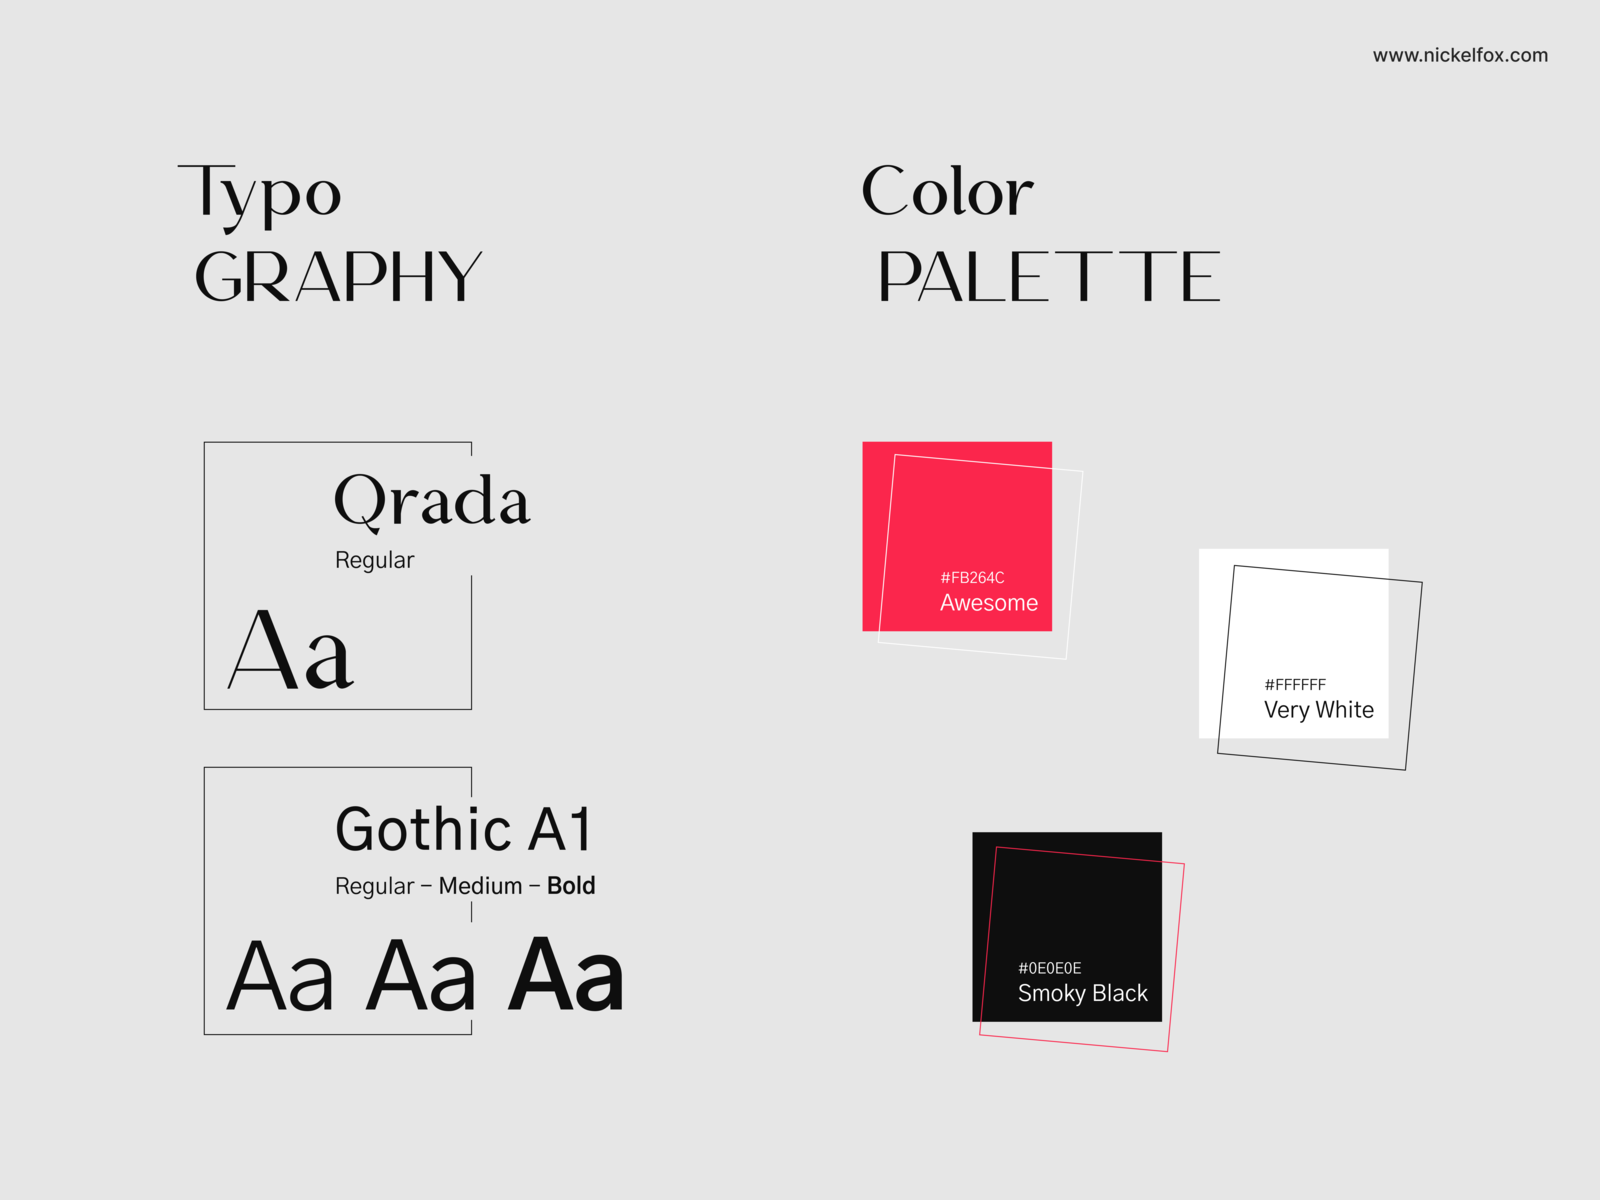 www.nickelfox.com
Typo
GRAPHY
Qrada
Regular
Aa
Gothic A1
Regular – Medium – Bold
Aa Aa Aa
Color
PALETTE
#FB264C
Awesome
#FFFFFF
Very White
#0E0E0E
Smoky Black